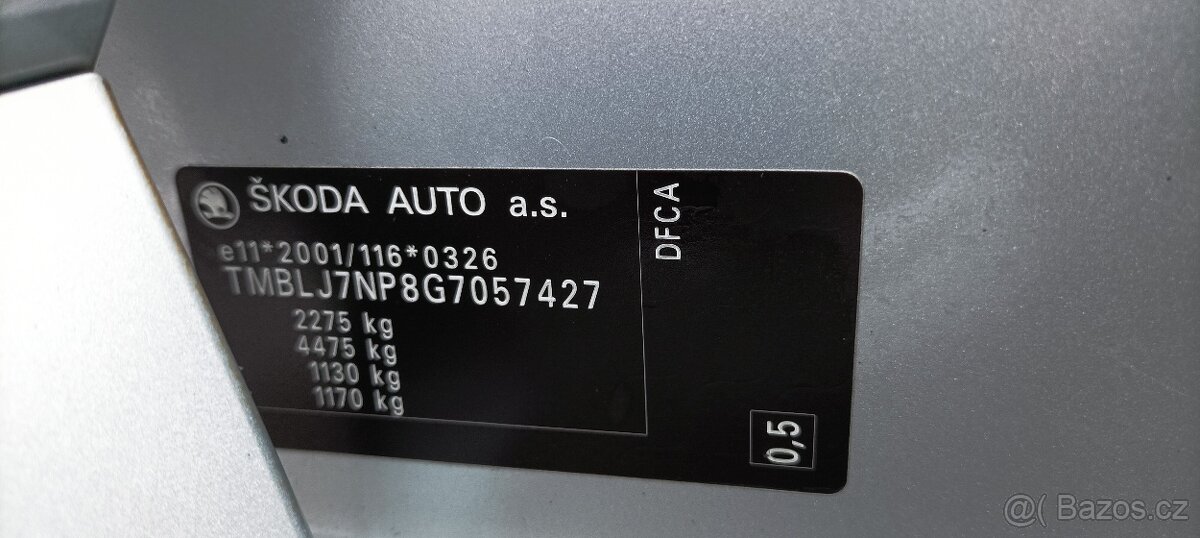 ŠKODA AUTO a.s.
e11*2001/116*0326
TMBLJ7NP8G7057427
2275 kg
4475 kg
1130 kg
1170 kg
DFCA
0,5
@( Bazos.cz